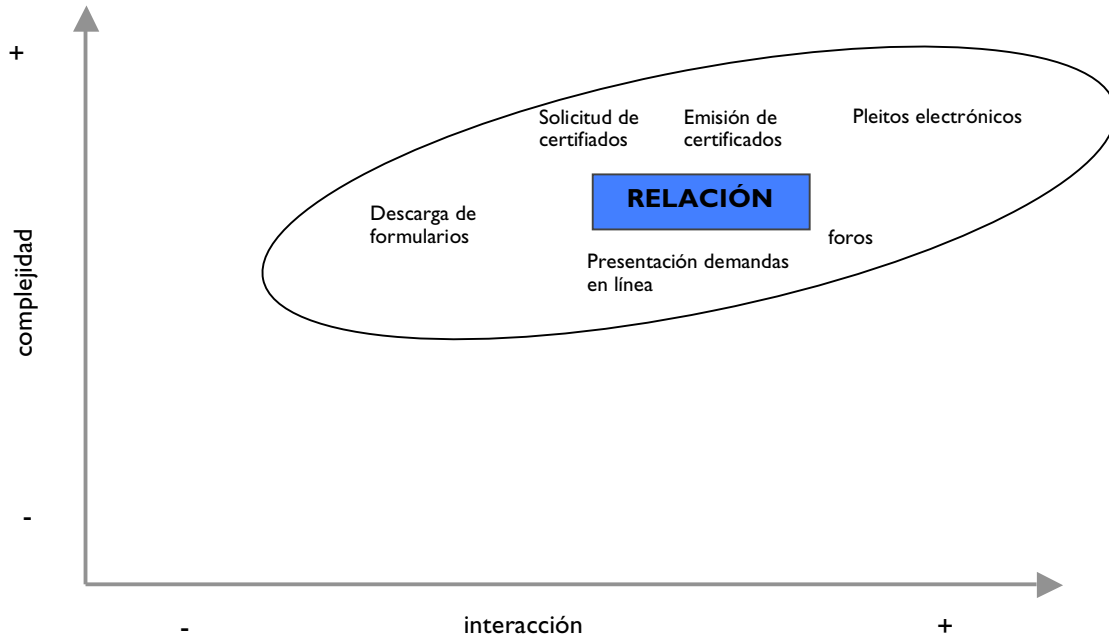 +
Solicitud de
certifiados
Emisión de
certificados
Pleitos electrónicos
RELACIÓN
Descarga de
formularios
foros
Presentación demandas
en línea
complejidad
-
-
interacción
+